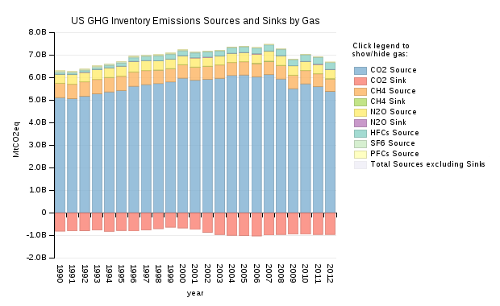 US GHG Inventory Emissions Sources and Sinks by Gas
8.0B
7.0B
6.0B
5.0B
4.0B
3.0B
2.0B
1.0B
0
-1.0B
-2.0B
MtCO2eq
1990
1991
1992
1993
1994
1995
1996
1997
1998
1999
2000
2001
2002
2003
2004
2005
2006
2007
2008
2009
2010
2011
2012
year
Click legend to
show/hide gas:
CO2 Source
CO2 Sink
CH4 Source
CH4 Sink
N2O Source
N2O Sink
HFCs Source
SF6 Source
PFCs Source
Total Sources excluding Sinks